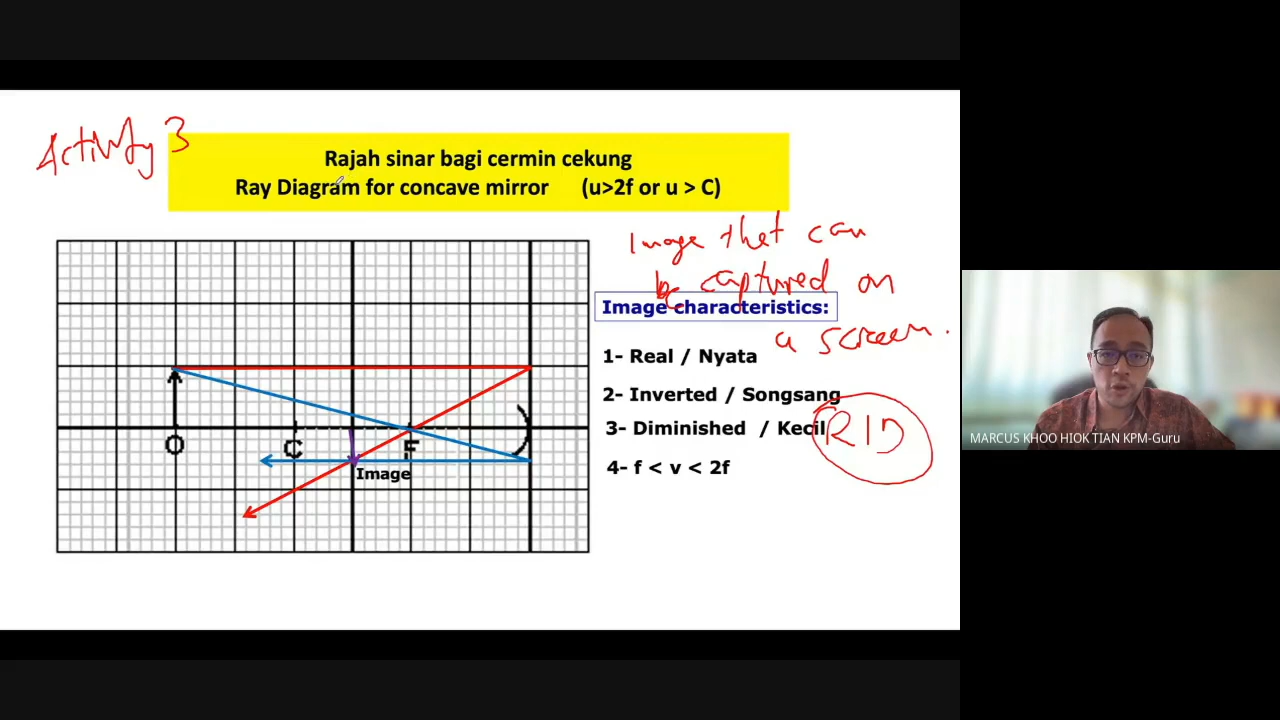 Activity 3
Rajah sinar bagi cermin cekung
Ray Diagram for concave mirror (u>2f or u > C)
Image that can
be captured on
a screen.
Image characteristics:
1- Real / Nyata
2- Inverted / Songsang
3- Diminished / Kecil
RID
4- f < v < 2f
O
C
F
Image
MARCUS KHOO HIOK TIAN KPM-Guru